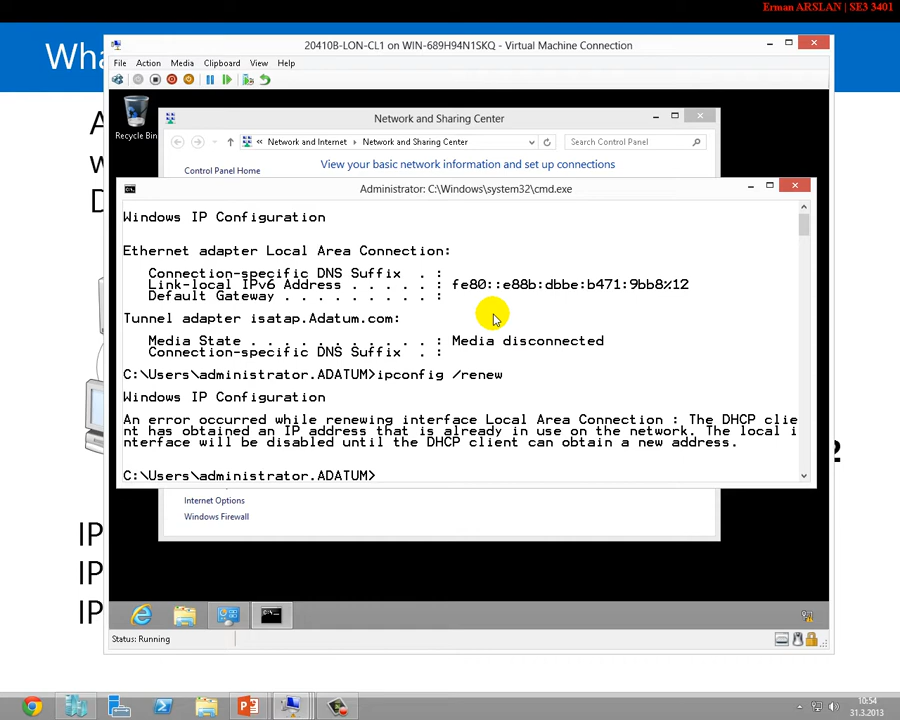 Erman ARSLAN | SE3 3401
Wha
20410B-LON-CL1 on WIN-689H94N1SKQ - Virtual Machine Connection
File Action Media Clipboard View Help
A
Recycle Bin
w
D
Network and Sharing Center
« Network and Internet Network and Sharing Center
Search Control Panel
Control Panel Home
View your basic network information and set up connections
Administrator: C:\Windows\system32\cmd.exe
Windows IP Configuration
Ethernet adapter Local Area Connection:
Connection-specific DNS Suffix . :
Link-local IPv6 Address . . . . . : fe80::e88b:dbbe:b471:9bb8%12
Default Gateway . . . . . . . . . :
Tunnel adapter isatap.Adatum.com:
Media State . . . . . . . . . . . : Media disconnected
Connection-specific DNS Suffix . :
C:\Users\administrator.ADATUM>ipconfig /renew
Windows IP Configuration
An error occurred while renewing interface Local Area Connection : The DHCP clie
nt has obtained an IP address that is already in use on the network. The local i
nterface will be disabled until the DHCP client can obtain a new address.
C:\Users\administrator.ADATUM>
Internet Options
Windows Firewall
IP
IP
IP
Status: Running
10:54
31.3.2013